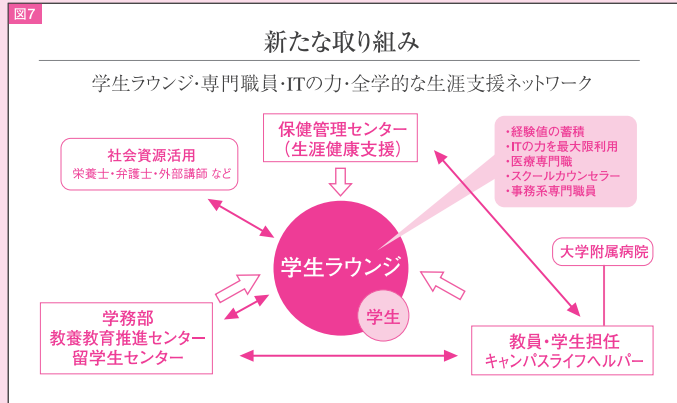 図7
新たな取り組み
学生ラウンジ・専門職員・ITの力・全学的な生涯支援ネットワーク
保健管理センター
（生涯健康支援）
・経験値の蓄積
・ITの力を最大限利用
・医療専門職
・スクールカウンセラー
・事務系専門職員
社会資源活用
栄養士・弁護士・外部講師 など
学生ラウンジ
学生
大学附属病院
学務部
教養教育推進センター
留学生センター
教員・学生担任
キャンパスライフヘルパー